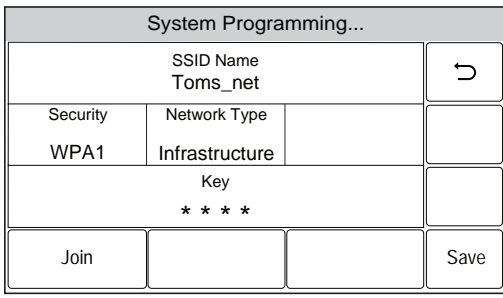 System Programming...
SSID Name
Toms_net
Security
Network Type
WPA1
Infrastructure
Key
* * * *
Join
Save